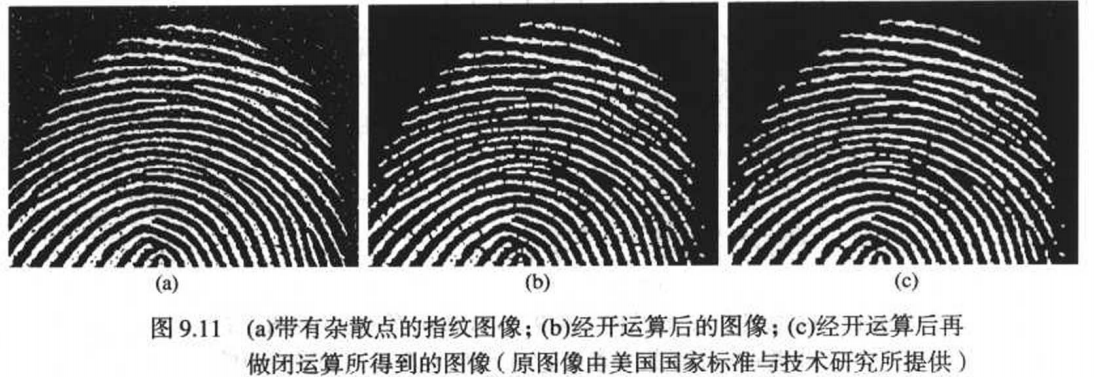 (a)
(b)
(c)
图 9.11 (a)带有杂散点的指纹图像；(b)经开运算后的图像；(c)经开运算后再
做闭运算所得到的图像（原图像由美国国家标准与技术研究所提供）